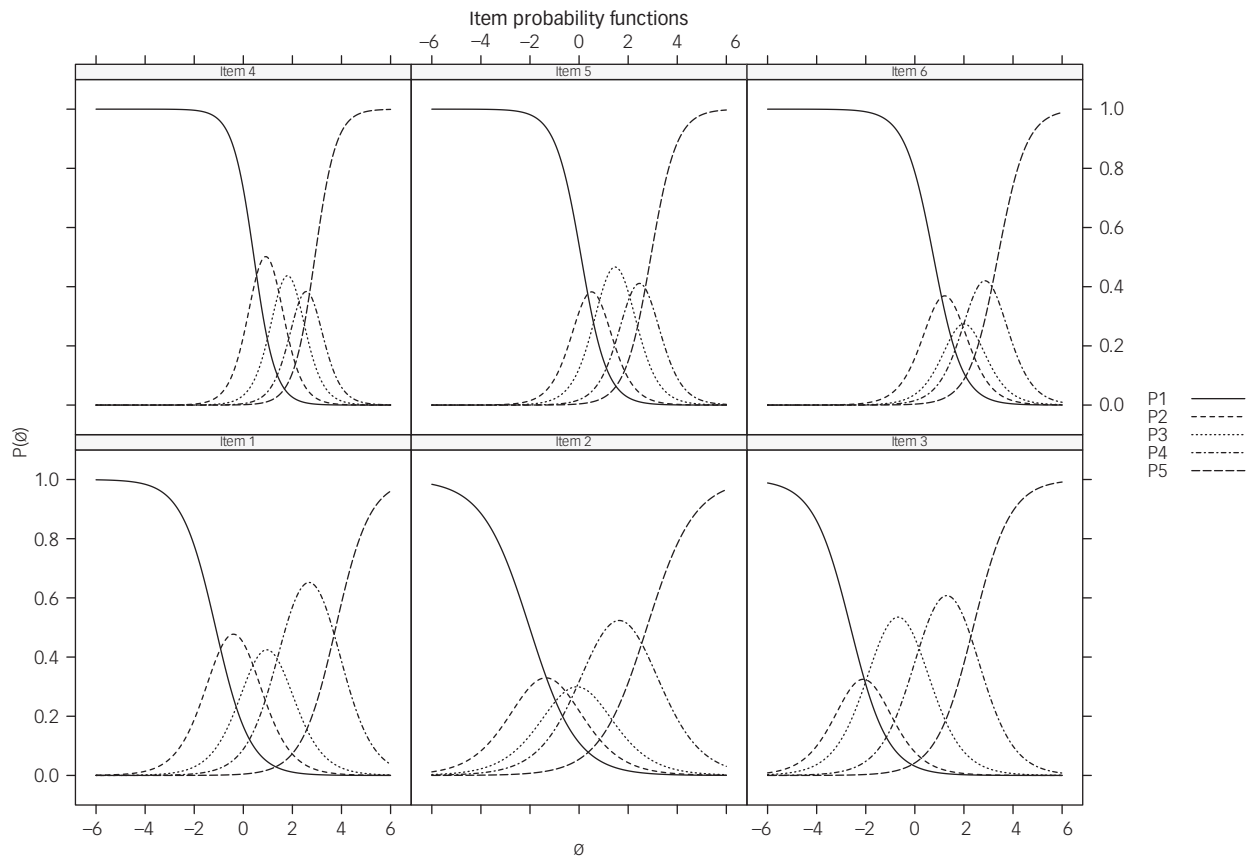 Item probability functions
−6 −4 −2 0 2 4 6
Item 4 Item 5 Item 6
1.0
0.8
0.6
0.4
0.2
0.0
P1
P2
P3
P4
P5
P(ø)
Item 1 Item 2 Item 3
1.0
0.8
0.6
0.4
0.2
0.0
−6 −4 −2 0 2 4 6 −6 −4 −2 0 2 4 6
ø